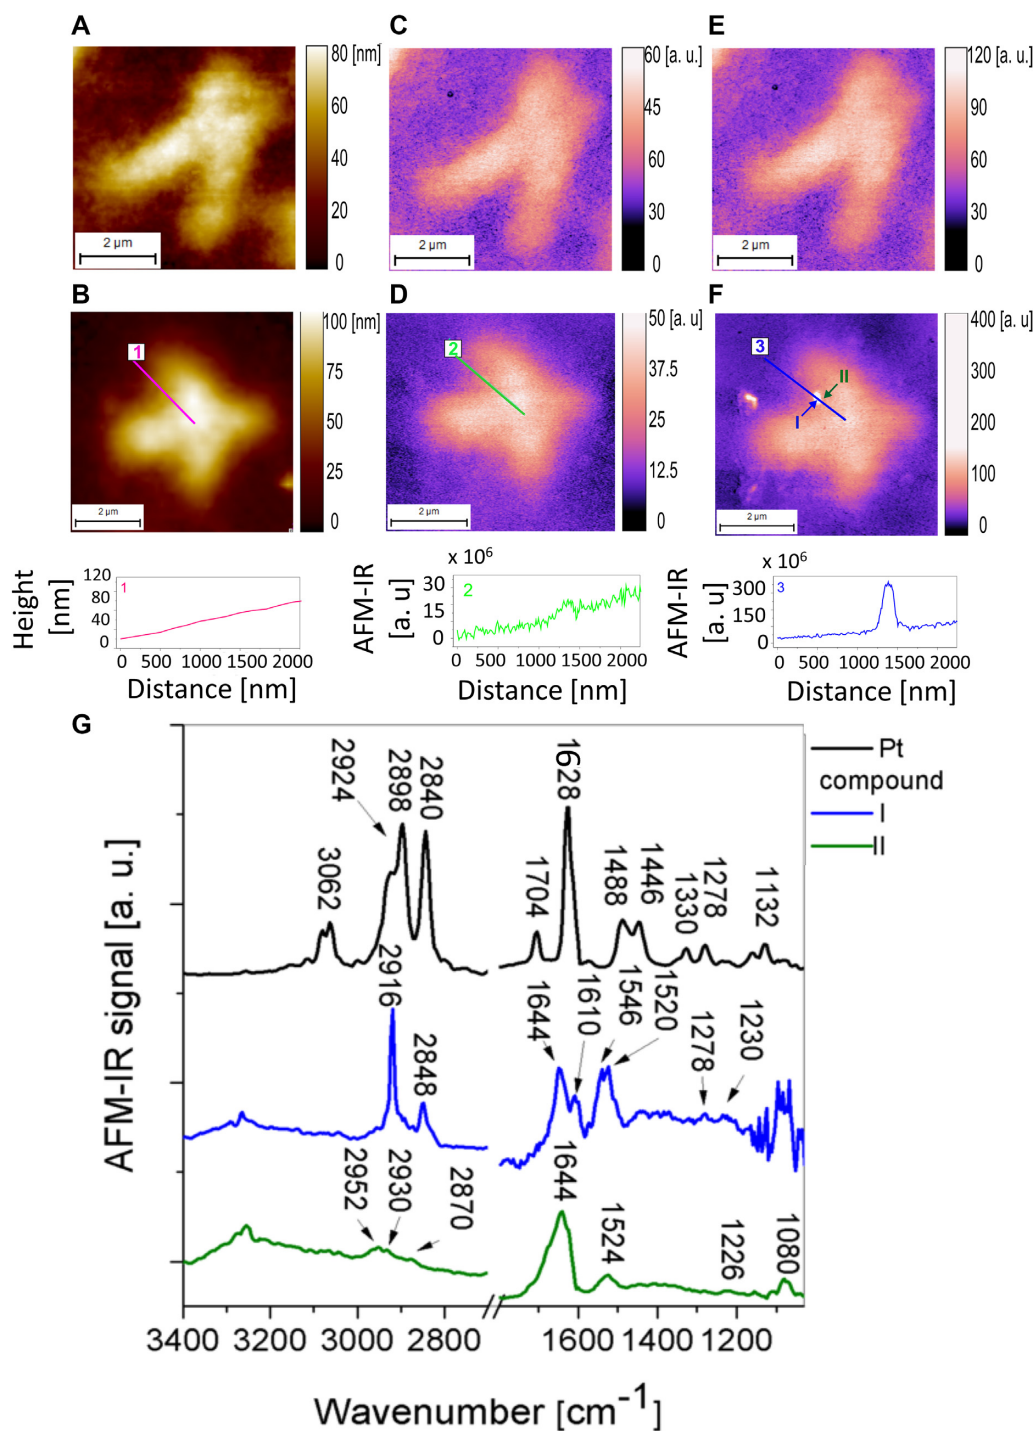 A
80 [nm]
60
40
20
0
2 µm
C
60 [a. u.]
45
60
30
0
2 µm
E
120 [a. u.]
90
60
30
0
2 µm
B
1
100 [nm]
75
50
25
0
2 µm
D
2
50 [a. u]
37.5
25
12.5
0
2 µm
F
3
II
I
400 [a. u]
300
200
100
0
2 µm
Height [nm]
120
80
40
0
1
0 500 1000 1500 2000
Distance [nm]
x 10⁶
AFM-IR [a. u]
30
15
0
2
0 500 1000 1500 2000
Distance [nm]
x 10⁶
AFM-IR [a. u]
300
150
0
3
0 500 1000 1500 2000
Distance [nm]
G
AFM-IR signal [a. u.]
Pt
compound
I
II
3062
2924
2898
2840
1704
1628
1488
1446
1330
1278
1132
2916
2848
1644
1610
1546
1520
1278
1230
2952
2930
2870
1644
1524
1226
1080
3400 3200 3000 2800 1600 1400 1200
Wavenumber [cm⁻¹]